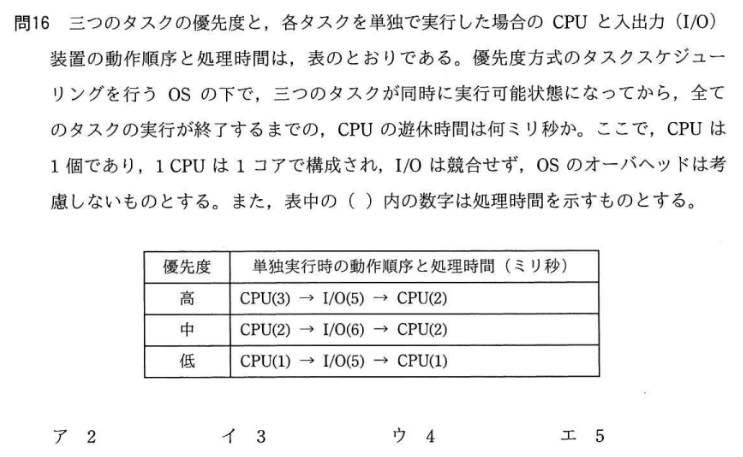 問16 三つのタスクの優先度と，各タスクを単独で実行した場合の CPU と入出力（I/O）
装置の動作順序と処理時間は，表のとおりである。優先度方式のタスクスケジュー
リングを行う OS の下で，三つのタスクが同時に実行可能状態になってから，全て
のタスクの実行が終了するまでの，CPU の遊休時間は何ミリ秒か。ここで，CPU は
1 個であり，1 CPU は 1 コアで構成され，I/O は競合せず，OS のオーバヘッドは考
慮しないものとする。また，表中の（ ）内の数字は処理時間を示すものとする。
優先度 単独実行時の動作順序と処理時間（ミリ秒）
高 CPU(3) → I/O(5) → CPU(2)
中 CPU(2) → I/O(6) → CPU(2)
低 CPU(1) → I/O(5) → CPU(1)
ア 2 イ 3 ウ 4 エ 5